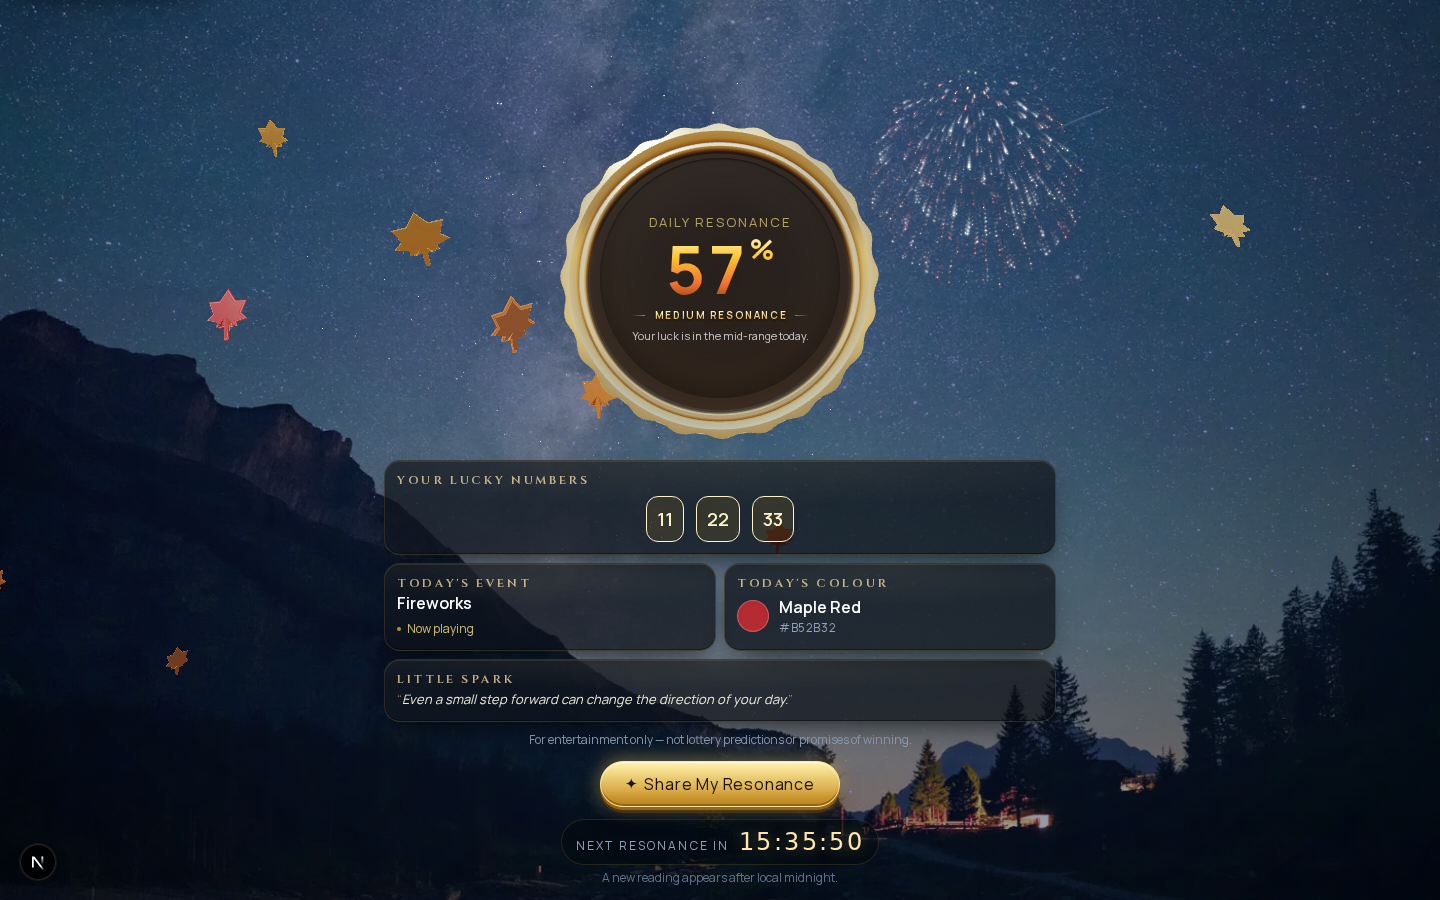 DAILY RESONANCE
57%
MEDIUM RESONANCE
Your luck is in the mid-range today.
YOUR LUCKY NUMBERS
11 22 33
TODAY'S EVENT
Fireworks
• Now playing
TODAY'S COLOUR
Maple Red
#B52B32
LITTLE SPARK
“Even a small step forward can change the direction of your day.”
For entertainment only — not lottery predictions or promises of winning.
✦ Share My Resonance
NEXT RESONANCE IN 15:35:50
A new reading appears after local midnight.
N